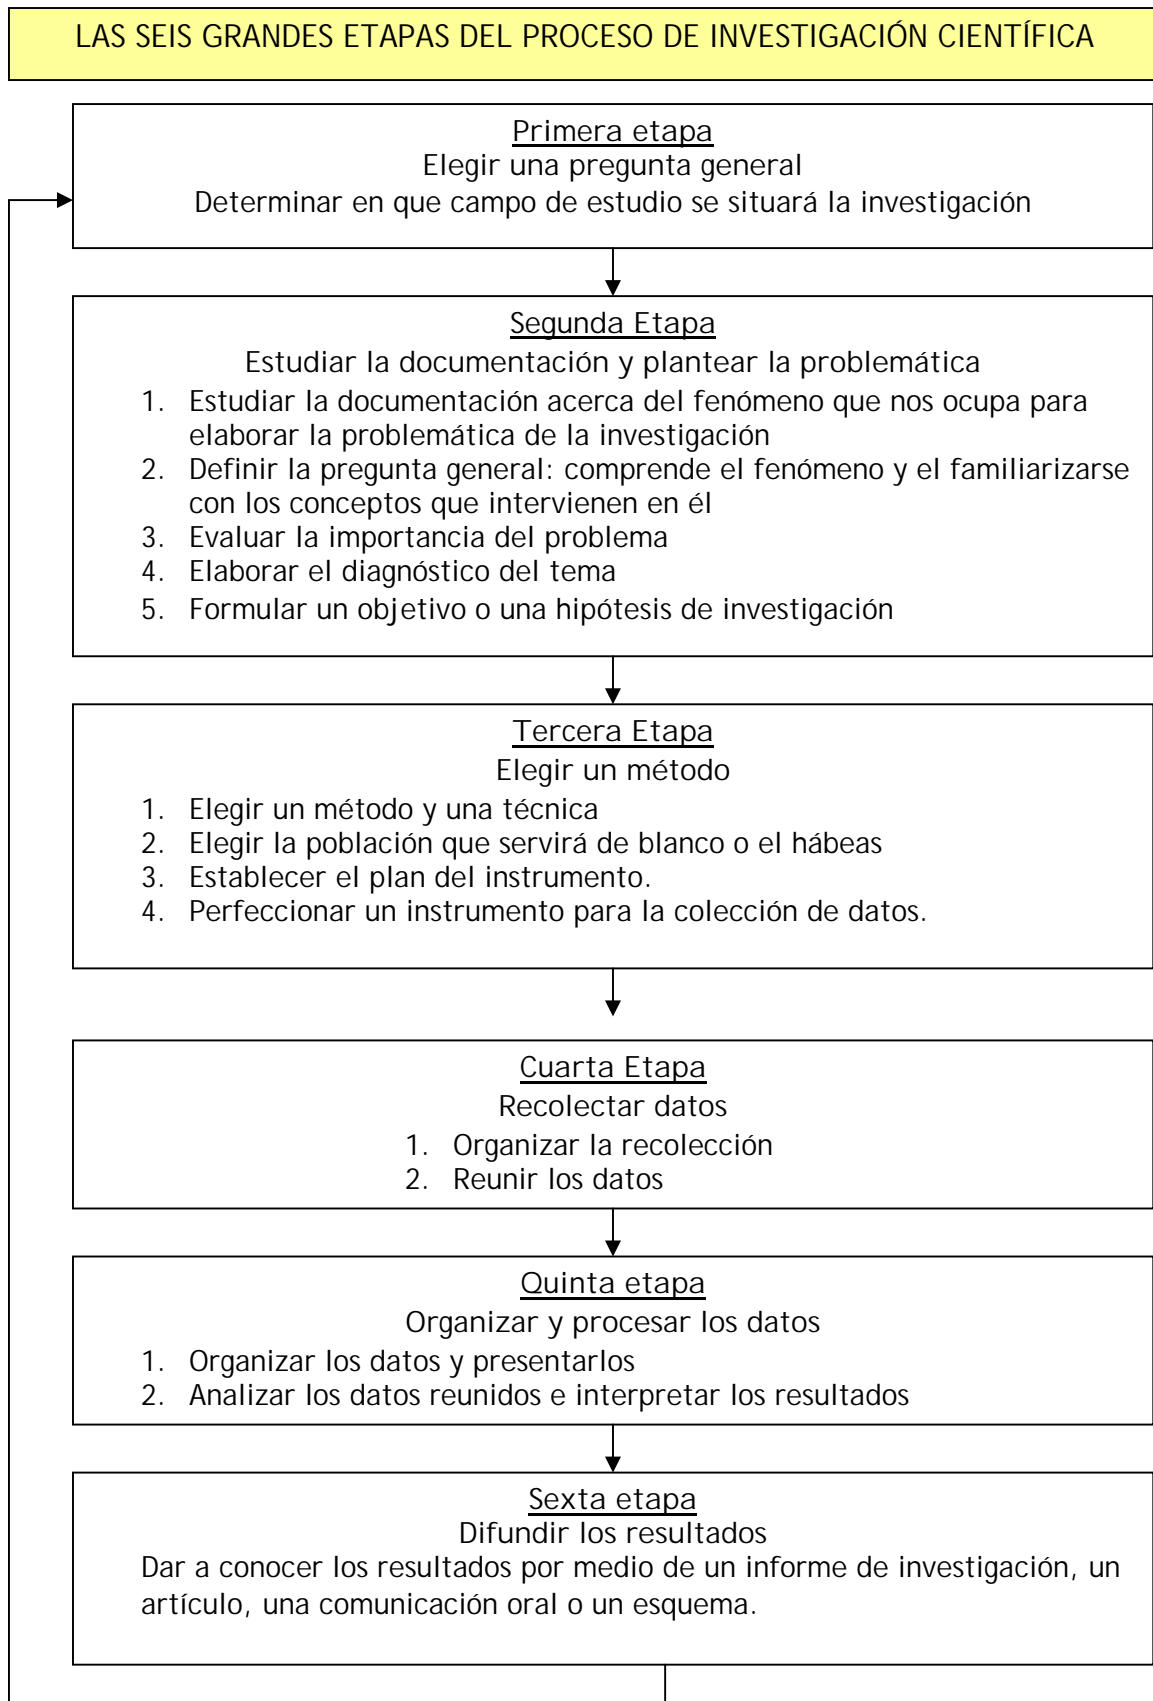 LAS SEIS GRANDES ETAPAS DEL PROCESO DE INVESTIGACIÓN CIENTÍFICA
Primera etapa
Elegir una pregunta general
Determinar en que campo de estudio se situará la investigación
Segunda Etapa
Estudiar la documentación y plantear la problemática
1. Estudiar la documentación acerca del fenómeno que nos ocupa para
elaborar la problemática de la investigación
2. Definir la pregunta general: comprende el fenómeno y el familiarizarse
con los conceptos que intervienen en él
3. Evaluar la importancia del problema
4. Elaborar el diagnóstico del tema
5. Formular un objetivo o una hipótesis de investigación
Tercera Etapa
Elegir un método
1. Elegir un método y una técnica
2. Elegir la población que servirá de blanco o el hábeas
3. Establecer el plan del instrumento.
4. Perfeccionar un instrumento para la colección de datos.
Cuarta Etapa
Recolectar datos
1. Organizar la recolección
2. Reunir los datos
Quinta etapa
Organizar y procesar los datos
1. Organizar los datos y presentarlos
2. Analizar los datos reunidos e interpretar los resultados
Sexta etapa
Difundir los resultados
Dar a conocer los resultados por medio de un informe de investigación, un
artículo, una comunicación oral o un esquema.